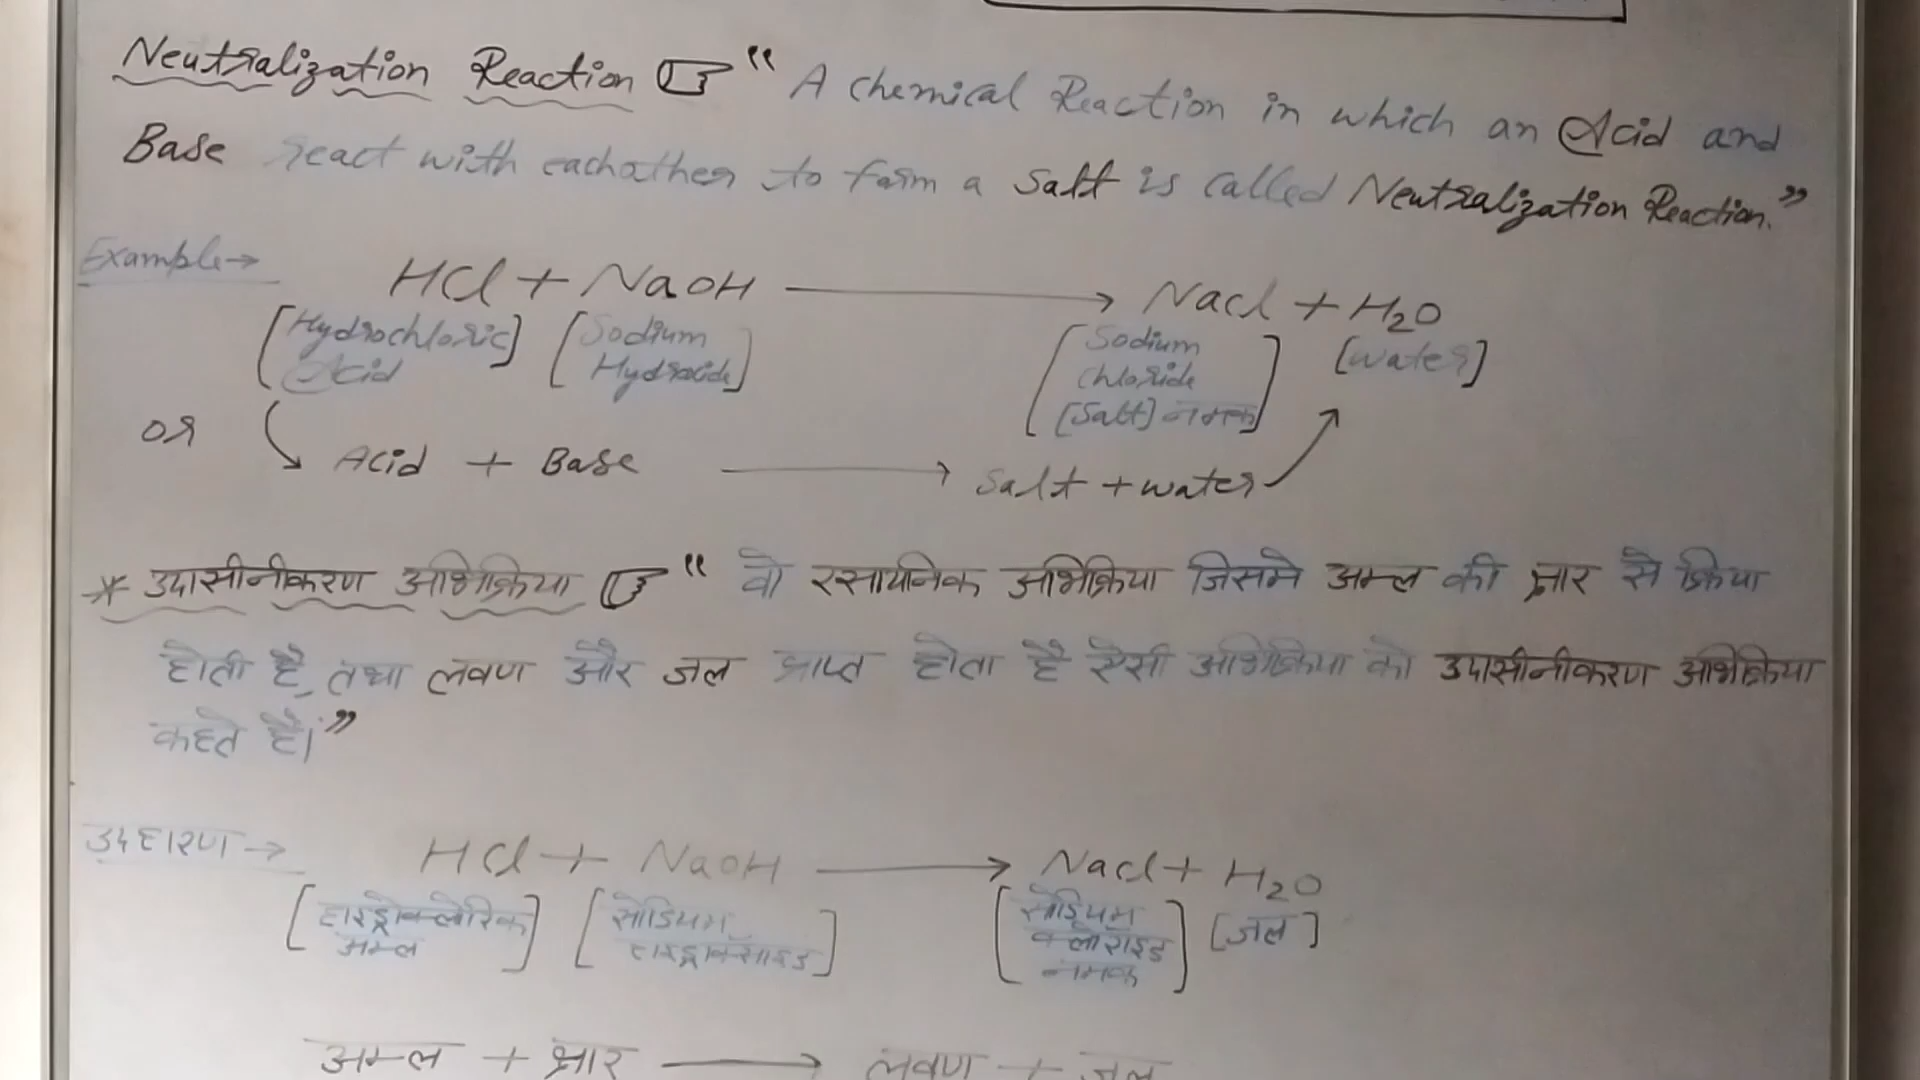 Neutralization Reaction 👉 “ A chemical Reaction in which an Acid and
Base react with eachother to form a Salt is called Neutralization Reaction.”
Example→
HCl + NaOH → NaCl + H₂O
[Hydrochloric Acid] [Sodium Hydroxide] [Sodium chloride [Salt] नमक] [water]
or Acid + Base → Salt + water
* उदासीनीकरण अभिक्रिया 👉 “ वो रसायनिक अभिक्रिया जिसमे अम्ल की क्षार से क्रिया
होती है, तथा लवण और जल प्राप्त होता है ऐसी अभिक्रिया को उदासीनीकरण अभिक्रिया
कहते है।”
उदहारण → HCl + NaOH → NaCl + H₂O
[हाइड्रोक्लोरिक अम्ल] [सोडियम हाइड्राक्साइड] [सोडियम क्लोराइड नमक] [जल]
अम्ल + क्षार → लवण + जल